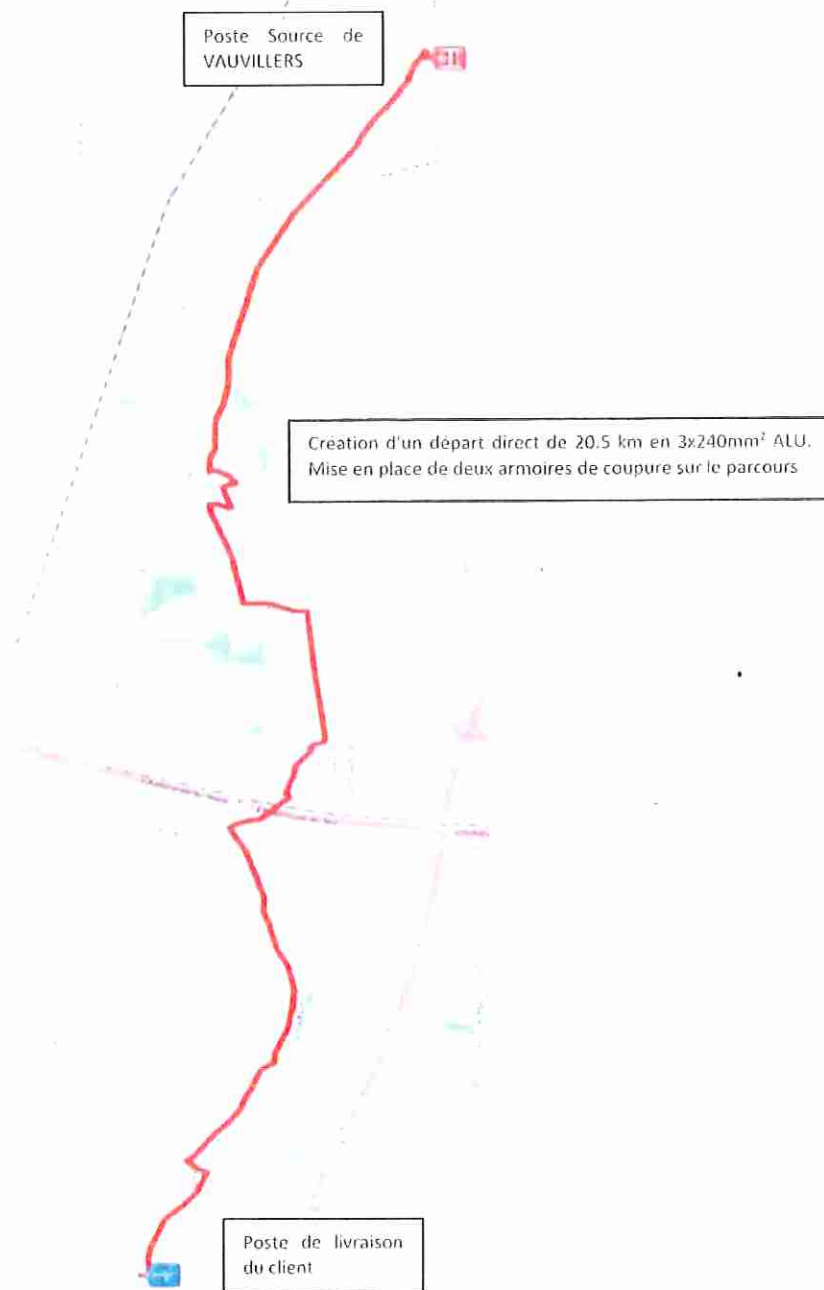 Poste Source de
VAUVILLERS
Création d'un départ direct de 20.5 km en 3x240mm² ALU.
Mise en place de deux armoires de coupure sur le parcours
Poste de livraison
du client